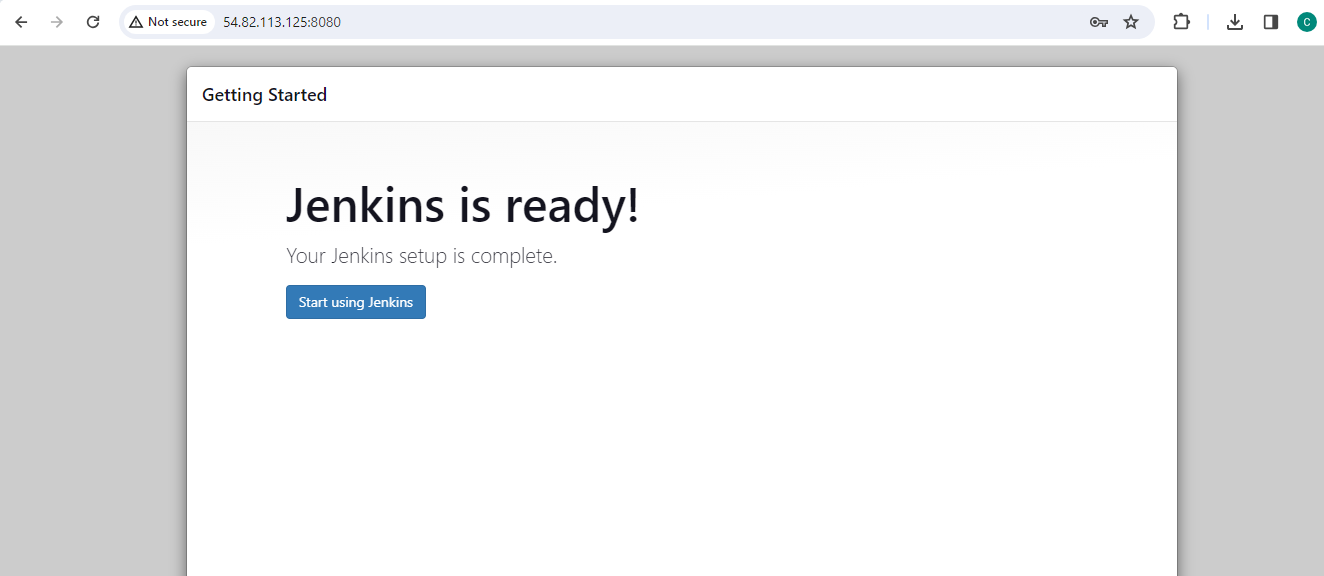 Not secure 54.82.113.125:8080
C
Getting Started
Jenkins is ready!
Your Jenkins setup is complete.
Start using Jenkins